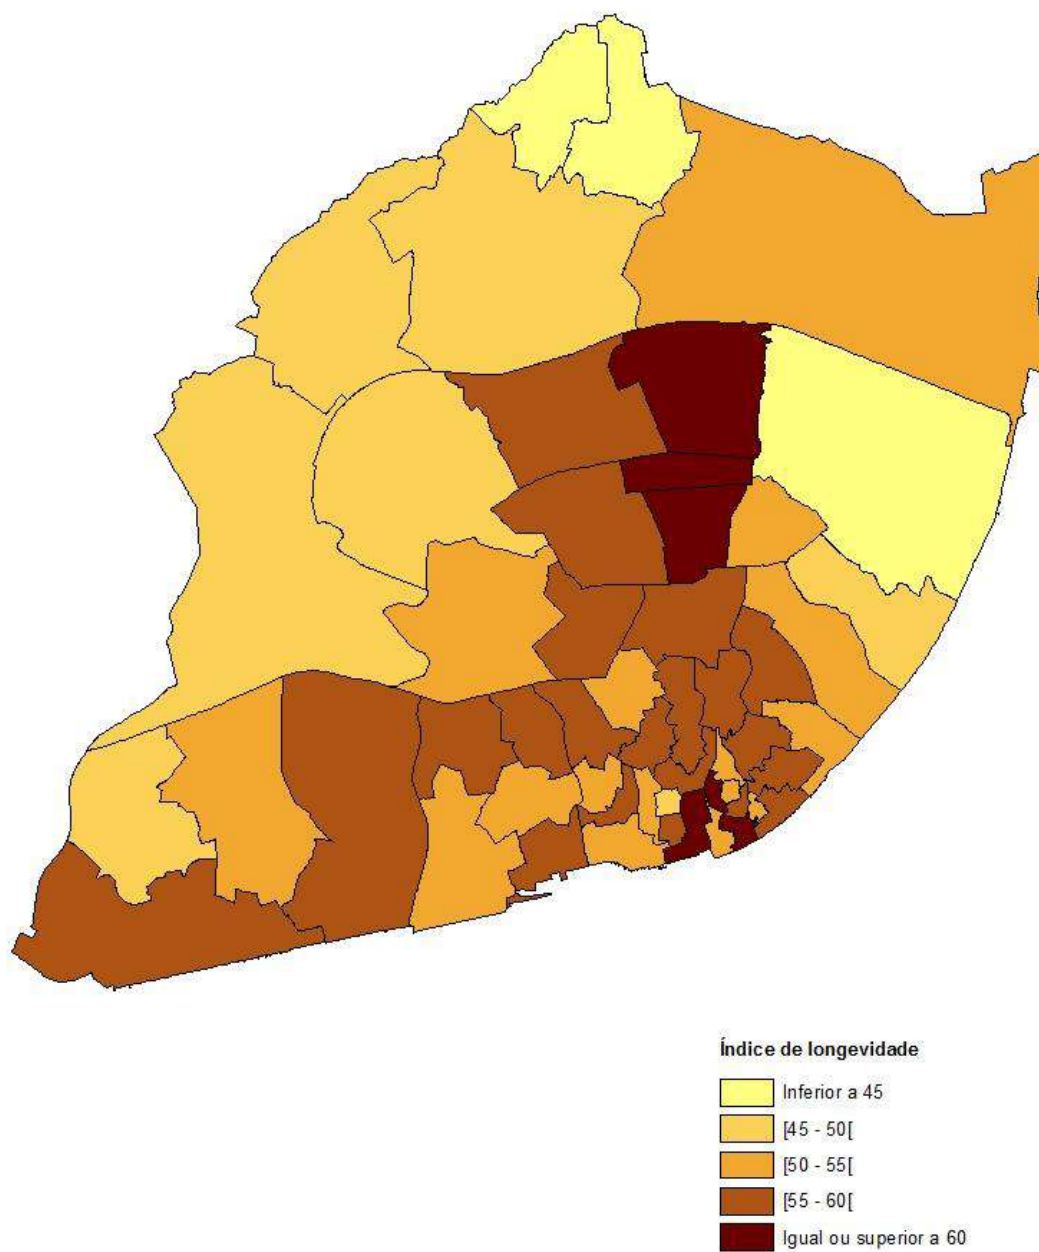 Índice de longevidade
Inferior a 45
[45 - 50[
[50 - 55[
[55 - 60[
Igual ou superior a 60